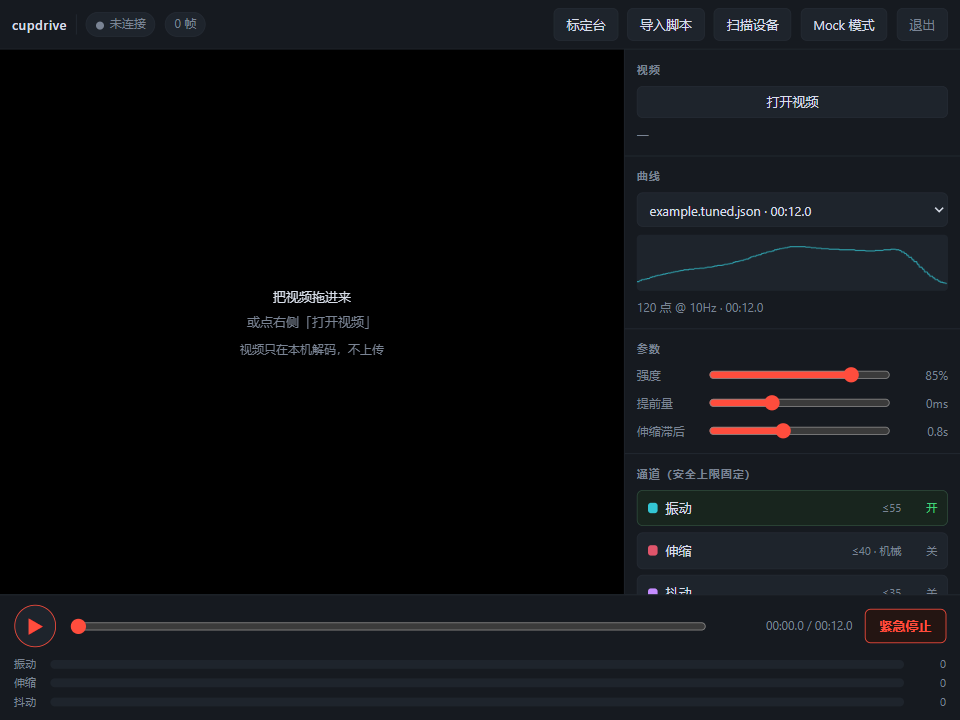 cupdrive
未连接
0 帧
标定台
导入脚本
扫描设备
Mock 模式
退出
把视频拖进来
或点右侧「打开视频」
视频只在本机解码，不上传
视频
打开视频
—
曲线
example.tuned.json · 00:12.0
120 点 @ 10Hz · 00:12.0
参数
强度 85%
提前量 0ms
伸缩滞后 0.8s
通道（安全上限固定）
振动 ≤55 开
伸缩 ≤40 · 机械 关
抖动 ≤35 关
00:00.0 / 00:12.0
紧急停止
振动 0
伸缩 0
抖动 0